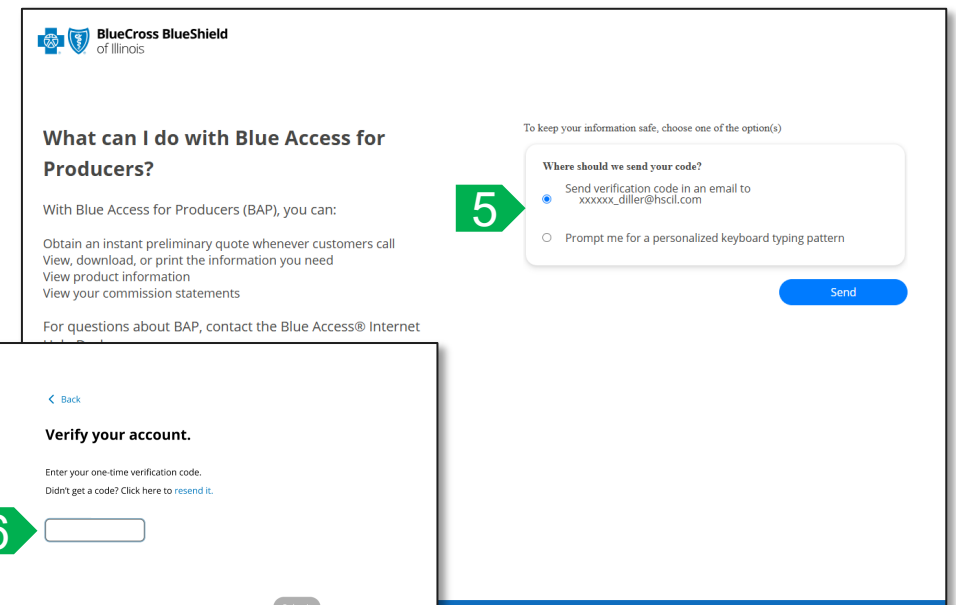 BlueCross BlueShield
of Illinois
What can I do with Blue Access for
Producers?
With Blue Access for Producers (BAP), you can:
Obtain an instant preliminary quote whenever customers call
View, download, or print the information you need
View product information
View your commission statements
For questions about BAP, contact the Blue Access® Internet
To keep your information safe, choose one of the option(s)
Where should we send your code?
5
Send verification code in an email to
xxxxxx_diller@hscil.com
Prompt me for a personalized keyboard typing pattern
Send
Back
Verify your account.
Enter your one-time verification code.
Didn't get a code? Click here to resend it.
6